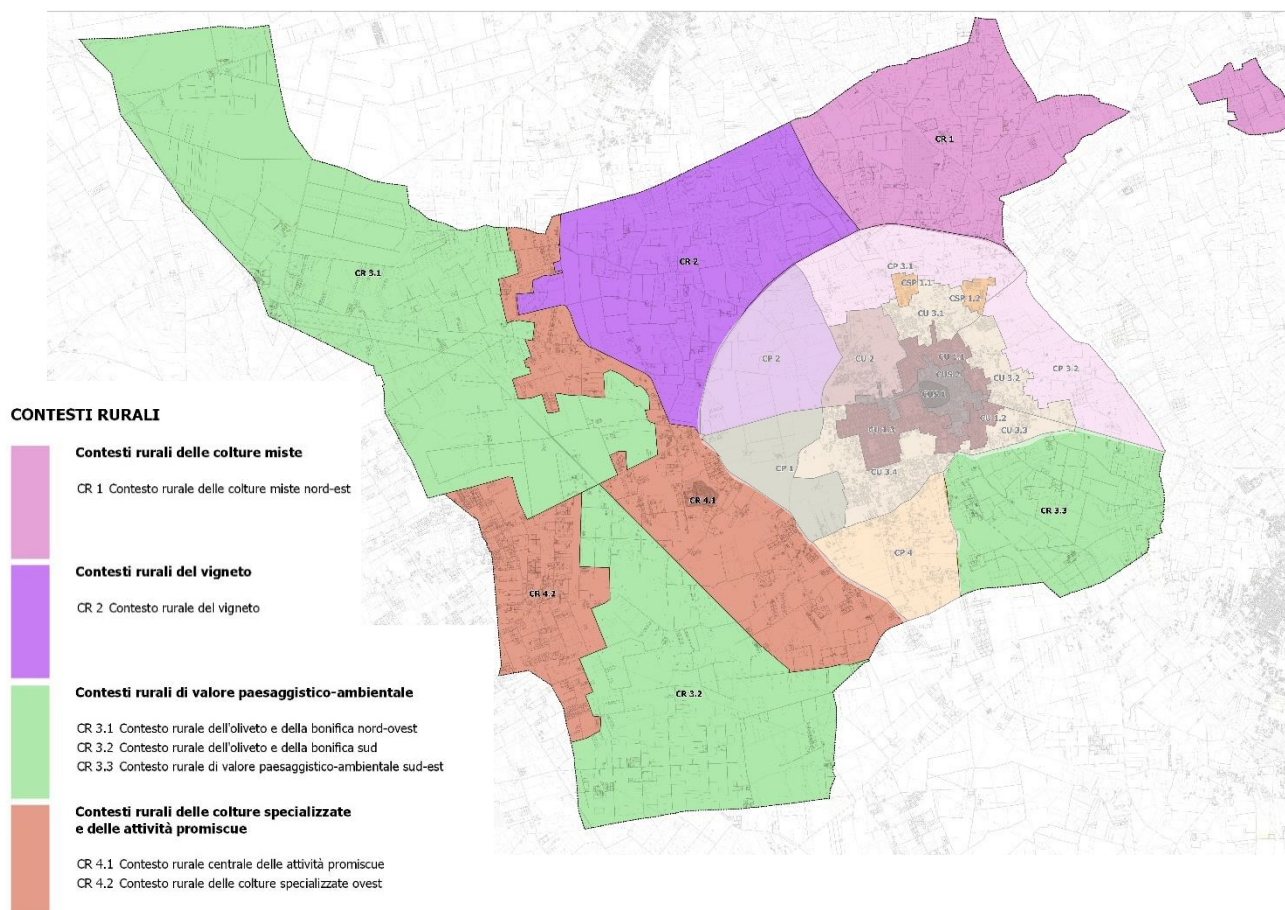 CR 1
CR 3.1
CR 2
CP 3.1
CSP 1.1
CSP 1.2
CU 3.1
CP 2
CU 2
CP 3.2
CU 3.2
CU 1.2
CU 3.3
CP 1
CU 3.4
CR 4.1
CR 3.3
CP 4
CR 4.2
CR 3.2
CONTESTI RURALI
Contesti rurali delle colture miste
CR 1 Contesto rurale delle colture miste nord-est
Contesti rurali del vigneto
CR 2 Contesto rurale del vigneto
Contesti rurali di valore paesaggistico-ambientale
CR 3.1 Contesto rurale dell'oliveto e della bonifica nord-ovest
CR 3.2 Contesto rurale dell'oliveto e della bonifica sud
CR 3.3 Contesto rurale di valore paesaggistico-ambientale sud-est
Contesti rurali delle colture specializzate
e delle attività promiscue
CR 4.1 Contesto rurale centrale delle attività promiscue
CR 4.2 Contesto rurale delle colture specializzate ovest